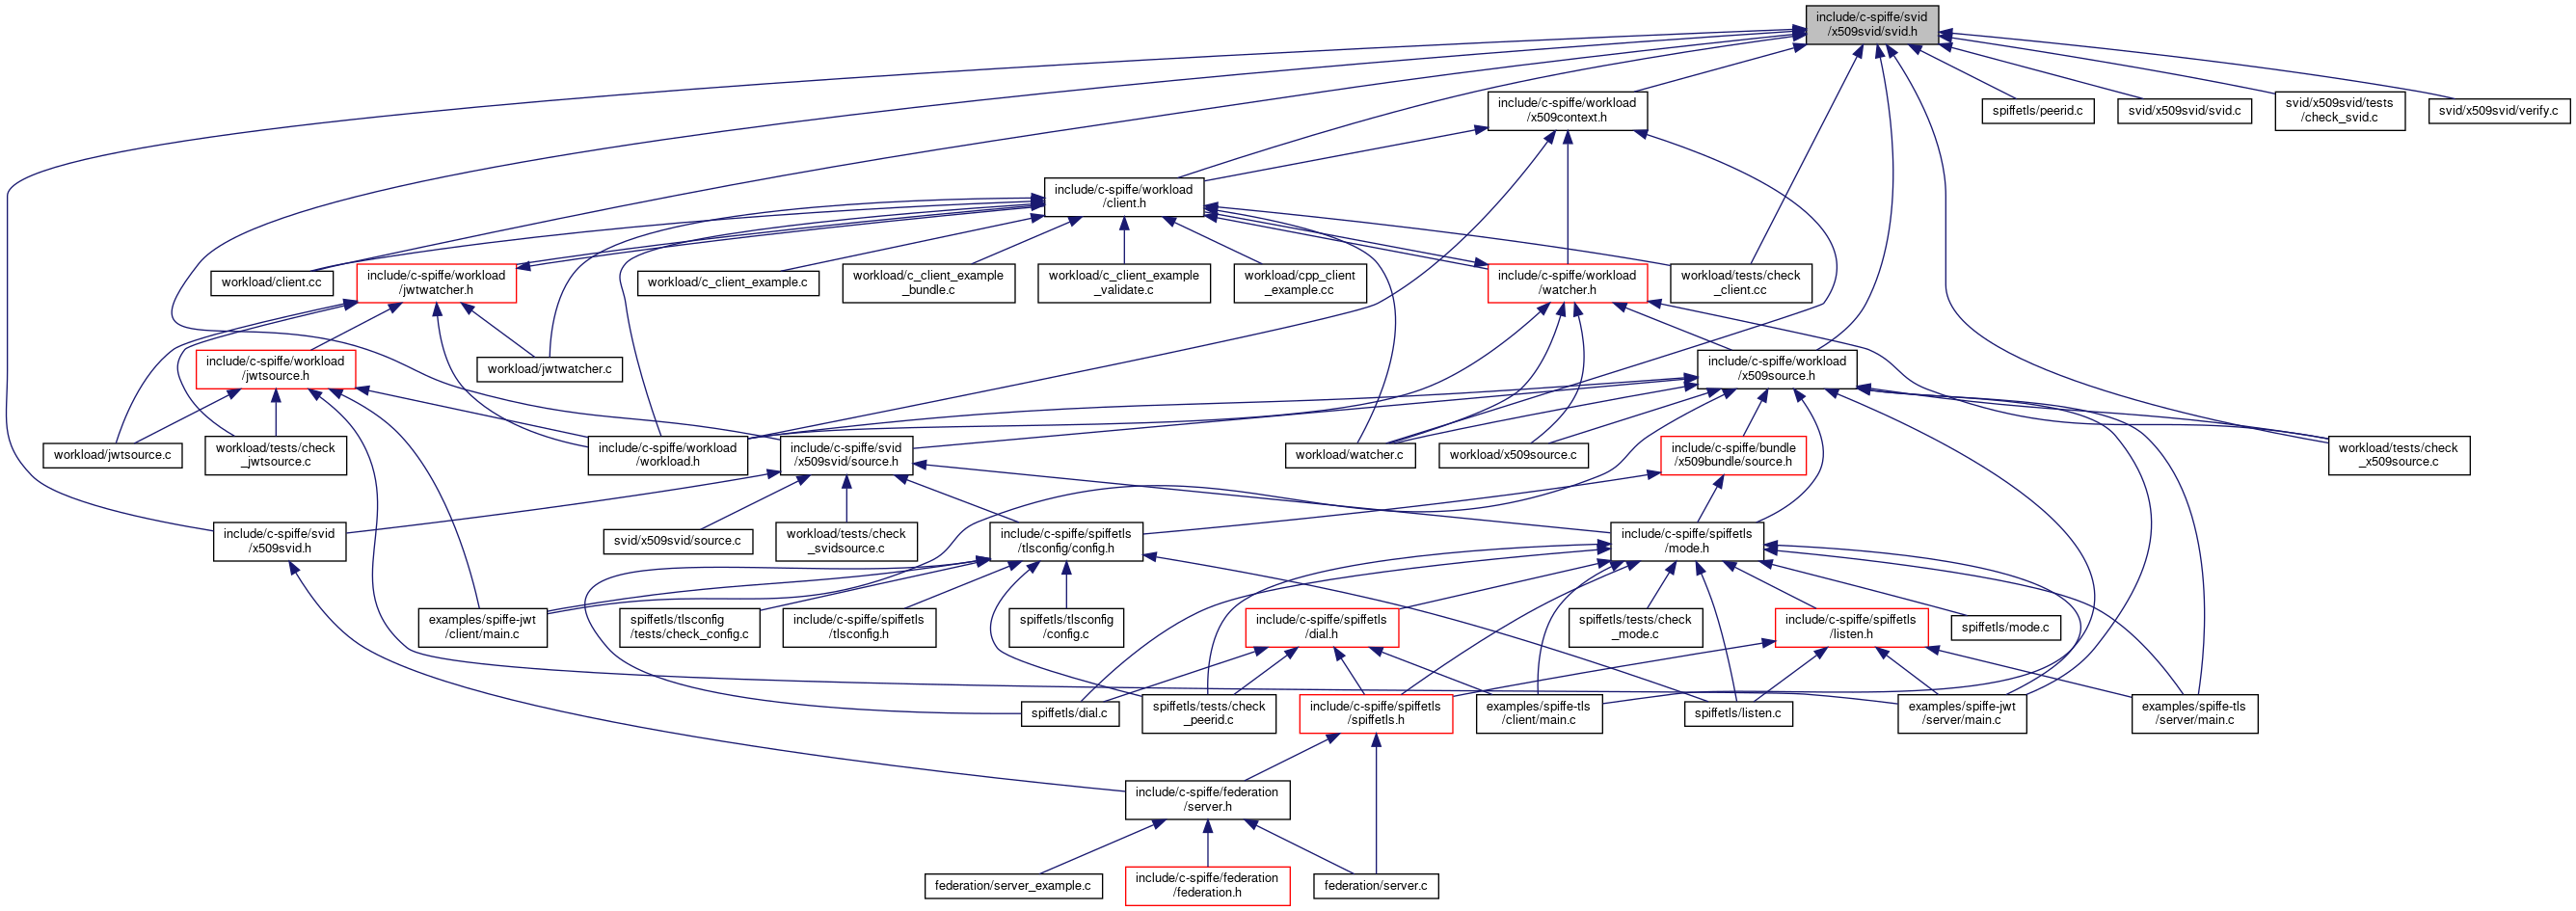 include/c-spiffe/svid
/x509svid/svid.h
include/c-spiffe/workload
/x509context.h
spiffetls/peerid.c
svid/x509svid/svid.c
svid/x509svid/tests
/check_svid.c
svid/x509svid/verify.c
include/c-spiffe/workload
/client.h
workload/client.cc
include/c-spiffe/workload
/jwtwatcher.h
workload/c_client_example.c
workload/c_client_example
_bundle.c
workload/c_client_example
_validate.c
workload/cpp_client
_example.cc
include/c-spiffe/workload
/watcher.h
workload/tests/check
_client.cc
include/c-spiffe/workload
/jwtsource.h
workload/jwtwatcher.c
include/c-spiffe/workload
/x509source.h
workload/jwtsource.c
workload/tests/check
_jwtsource.c
include/c-spiffe/workload
/workload.h
include/c-spiffe/svid
/x509svid/source.h
workload/watcher.c
workload/x509source.c
include/c-spiffe/bundle
/x509bundle/source.h
workload/tests/check
_x509source.c
include/c-spiffe/svid
/x509svid.h
svid/x509svid/source.c
workload/tests/check
_svidsource.c
include/c-spiffe/spiffetls
/tlsconfig/config.h
include/c-spiffe/spiffetls
/mode.h
examples/spiffe-jwt
/client/main.c
spiffetls/tlsconfig
/tests/check_config.c
include/c-spiffe/spiffetls
/tlsconfig.h
spiffetls/tlsconfig
/config.c
include/c-spiffe/spiffetls
/dial.h
spiffetls/tests/check
_mode.c
include/c-spiffe/spiffetls
/listen.h
spiffetls/mode.c
spiffetls/dial.c
spiffetls/tests/check
_peerid.c
include/c-spiffe/spiffetls
/spiffetls.h
examples/spiffe-tls
/client/main.c
spiffetls/listen.c
examples/spiffe-jwt
/server/main.c
examples/spiffe-tls
/server/main.c
include/c-spiffe/federation
/server.h
federation/server_example.c
include/c-spiffe/federation
/federation.h
federation/server.c